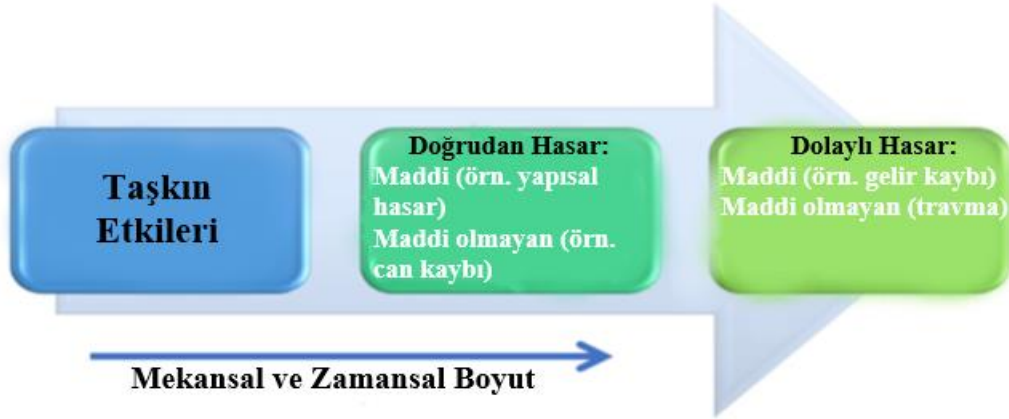 Taşkın
Etkileri
Doğrudan Hasar:
Maddi (örn. yapısal
hasar)
Maddi olmayan (örn.
can kaybı)
Dolaylı Hasar:
Maddi (örn. gelir kaybı)
Maddi olmayan (travma)
Mekansal ve Zamansal Boyut